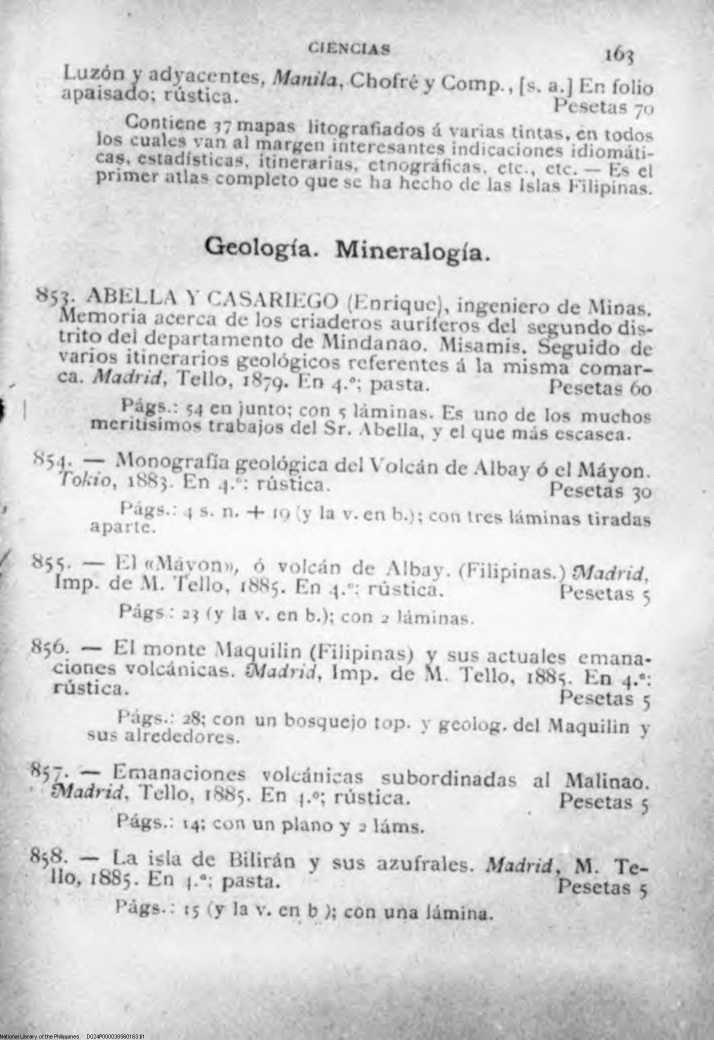 CIENCIAS
163
Luzón y adyacentes, Manila, Chofré y Comp., [s. a.] En folio
apaisado; rústica. Pesetas 70
Contiene 37 mapas litografiados á varias tintas, en todos
los cuales van al margen interesantes indicaciones idiomáti-
cas, estadísticas, itinerarias, etnográficas, etc., etc. — Es el
primer atlas completo que se ha hecho de las Islas Filipinas.
Geología. Mineralogía.
853. ABELLA Y CASARIEGO (Enrique), ingeniero de Minas.
Memoria acerca de los criaderos auríferos del segundo dis-
trito del departamento de Mindanao. Misamis. Seguido de
varios itinerarios geológicos referentes á la misma comar-
ca. Madrid, Tello, 1879. En 4.º; pasta. Pesetas 60
Págs.: 54 en junto; con 5 láminas. Es uno de los muchos
meritísimos trabajos del Sr. Abella, y el que más escasea.
854. — Monografía geológica del Volcán de Albay ó el Máyon.
Tokio, 1883. En 4.º: rústica. Pesetas 30
Págs.: 4 s. n. + 19 (y la v. en b.); con tres láminas tiradas
aparte.
855. — El «Máyon», ó volcán de Albay. (Filipinas.) Madrid,
Imp. de M. Tello, 1885. En 4.º: rústica. Pesetas 5
Págs.: 23 (y la v. en b.); con 2 láminas.
856. — El monte Maquilin (Filipinas) y sus actuales emana-
ciones volcánicas. Madrid, Imp. de M. Tello, 1885. En 4.º:
rústica. Pesetas 5
Págs.: 28; con un bosquejo top. y geolog. del Maquilin y
sus alrededores.
857. — Emanaciones volcánicas subordinadas al Malinao.
Madrid, Tello, 1885. En 4.º; rústica. Pesetas 5
Págs.: 14; con un plano y 2 láms.
858. — La isla de Bilirán y sus azufrales. Madrid, M. Te-
llo, 1885. En 4.º: pasta. Pesetas 5
Págs.: 15 (y la v. en b ); con una lámina.
National Library of the Philippines